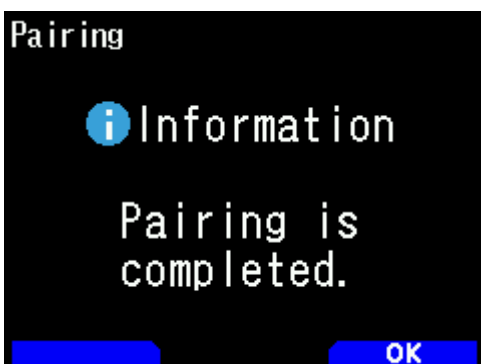 Pairing
Information
Pairing is
completed.
OK